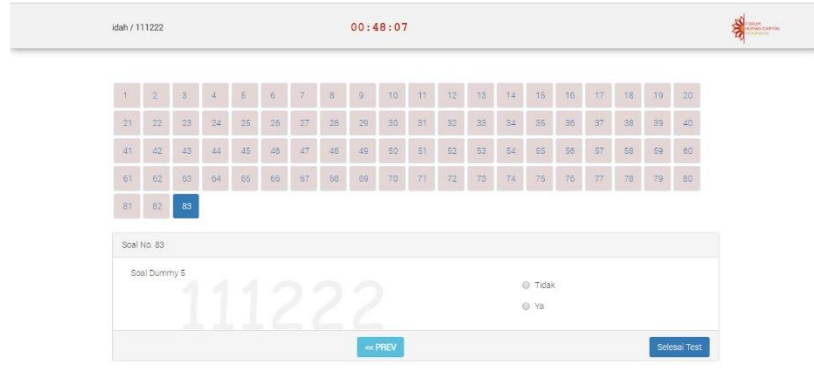 idah / 111222 00:48:07 FORUM
HUMAN CAPITAL
INDONESIA
1 2 3 4 5 6 7 8 9 10 11 12 13 14 15 16 17 18 19 20
21 22 23 24 25 26 27 28 29 30 31 32 33 34 35 36 37 38 39 40
41 42 43 44 45 46 47 48 49 50 51 52 53 54 55 56 57 58 59 60
61 62 63 64 65 66 67 68 69 70 71 72 73 74 75 76 77 78 79 80
81 82 83
Soal No. 83
Soal Dummy 5
111222
Tidak
Ya
<< PREV Selesai Test